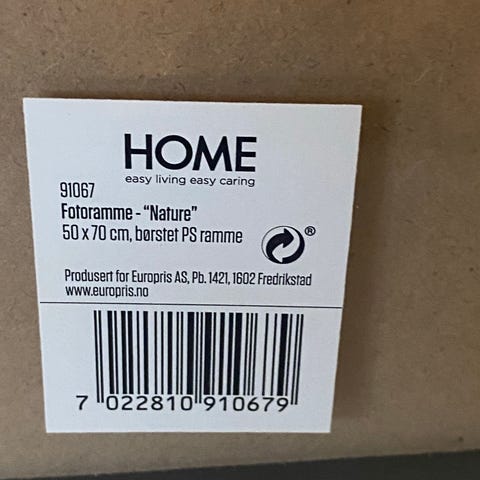 HOME
easy living easy caring
91067
Fotoramme - "Nature"
50 x 70 cm, børstet PS ramme
®
Produsert for Europris AS, Pb. 1421, 1602 Fredrikstad
www.europris.no
7 022810 910679